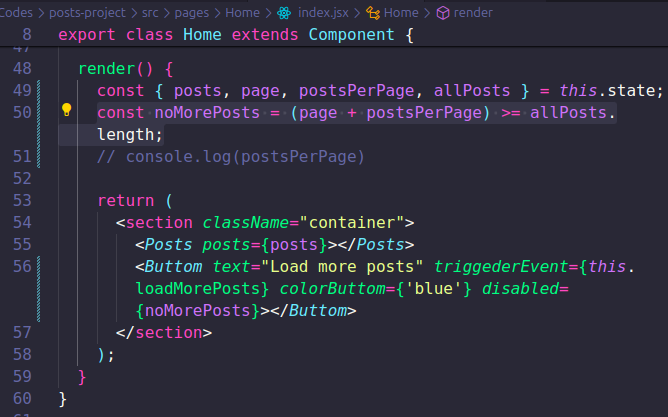 Codes > posts-project > src > pages > Home > index.jsx > Home > render
8 export class Home extends Component {
47
48 render() {
49 const { posts, page, postsPerPage, allPosts } = this.state;
50 const noMorePosts = (page + postsPerPage) >= allPosts.
length;
51 // console.log(postsPerPage)
52
53 return (
54 <section className="container">
55 <Posts posts={posts}></Posts>
56 <Buttom text="Load more posts" triggederEvent={this.
loadMorePosts} colorButtom={'blue'} disabled=
{noMorePosts}></Buttom>
57 </section>
58 );
59 }
60 }
61